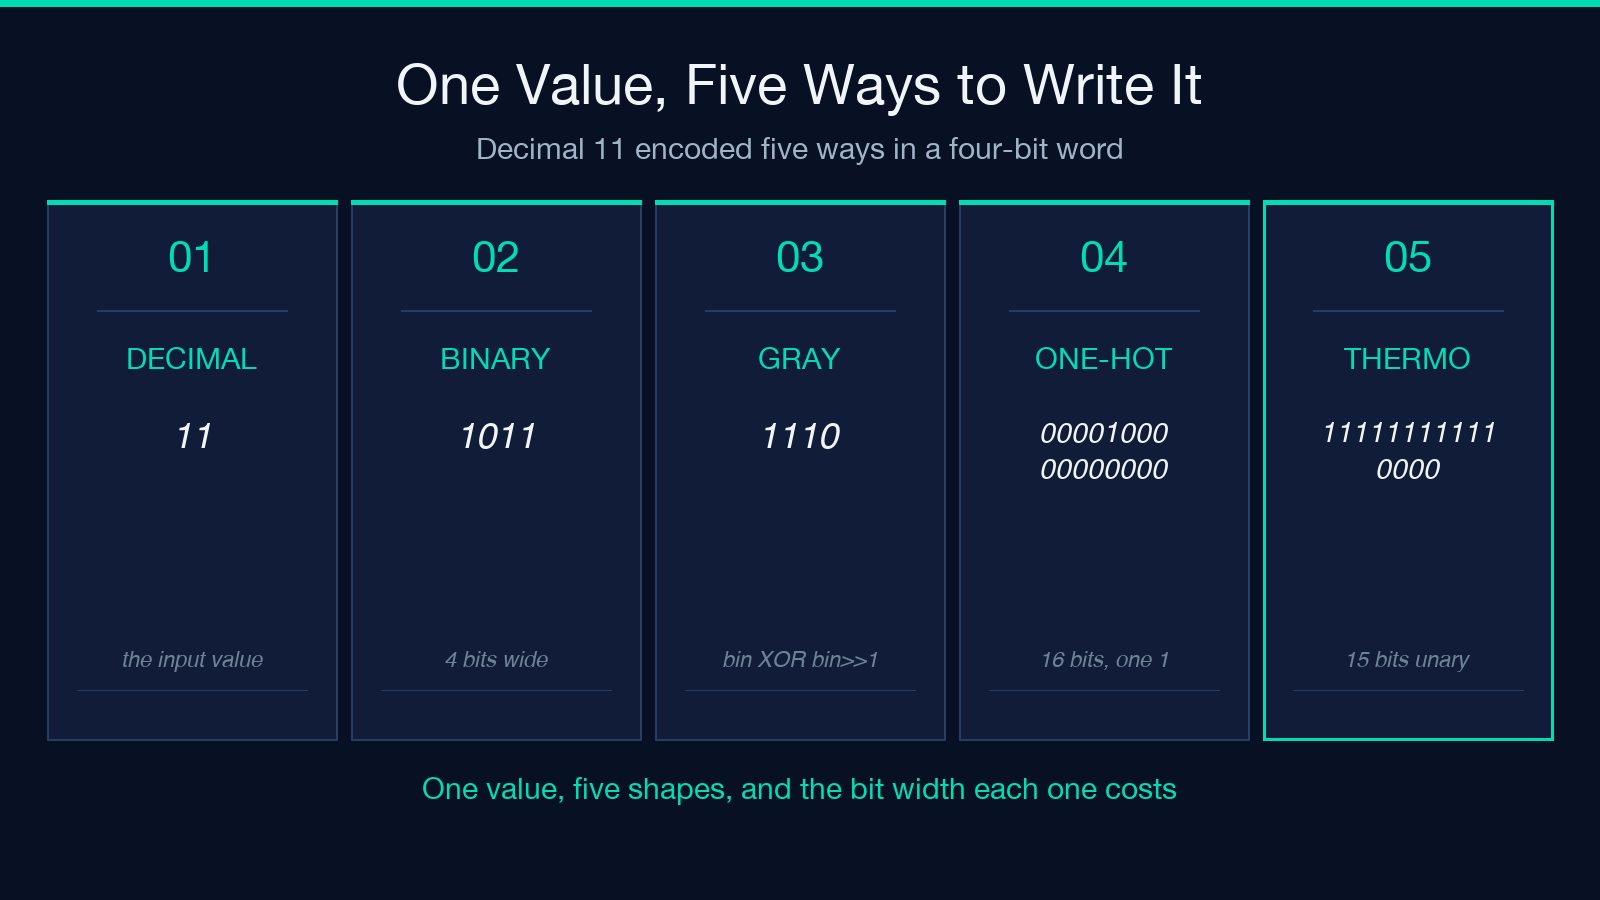 One Value, Five Ways to Write It
Decimal 11 encoded five ways in a four-bit word
01
DECIMAL
11
the input value
02
BINARY
1011
4 bits wide
03
GRAY
1110
bin XOR bin>>1
04
ONE-HOT
00001000
00000000
16 bits, one 1
05
THERMO
11111111111
0000
15 bits unary
One value, five shapes, and the bit width each one costs